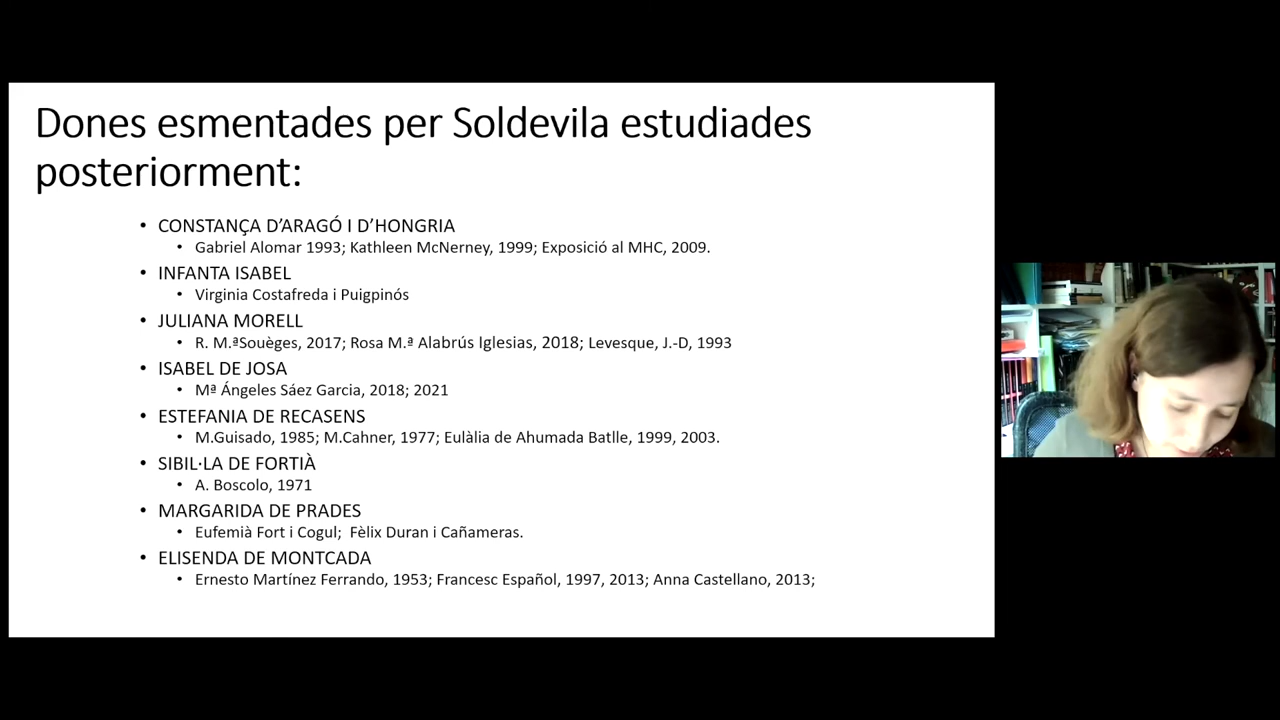 Dones esmentades per Soldevila estudiades
posteriorment:
• CONSTANÇA D'ARAGÓ I D'HONGRIA
• Gabriel Alomar 1993; Kathleen McNerney, 1999; Exposició al MHC, 2009.
• INFANTA ISABEL
• Virginia Costafreda i Puigpinós
• JULIANA MORELL
• R. M.ªSouèges, 2017; Rosa M.ª Alabrús Iglesias, 2018; Levesque, J.-D, 1993
• ISABEL DE JOSA
• Mª Ángeles Sáez Garcia, 2018; 2021
• ESTEFANIA DE RECASENS
• M.Guisado, 1985; M.Cahner, 1977; Eulàlia de Ahumada Batlle, 1999, 2003.
• SIBIL·LA DE FORTIÀ
• A. Boscolo, 1971
• MARGARIDA DE PRADES
• Eufemià Fort i Cogul;  Fèlix Duran i Cañameras.
• ELISENDA DE MONTCADA
• Ernesto Martínez Ferrando, 1953; Francesc Español, 1997, 2013; Anna Castellano, 2013;